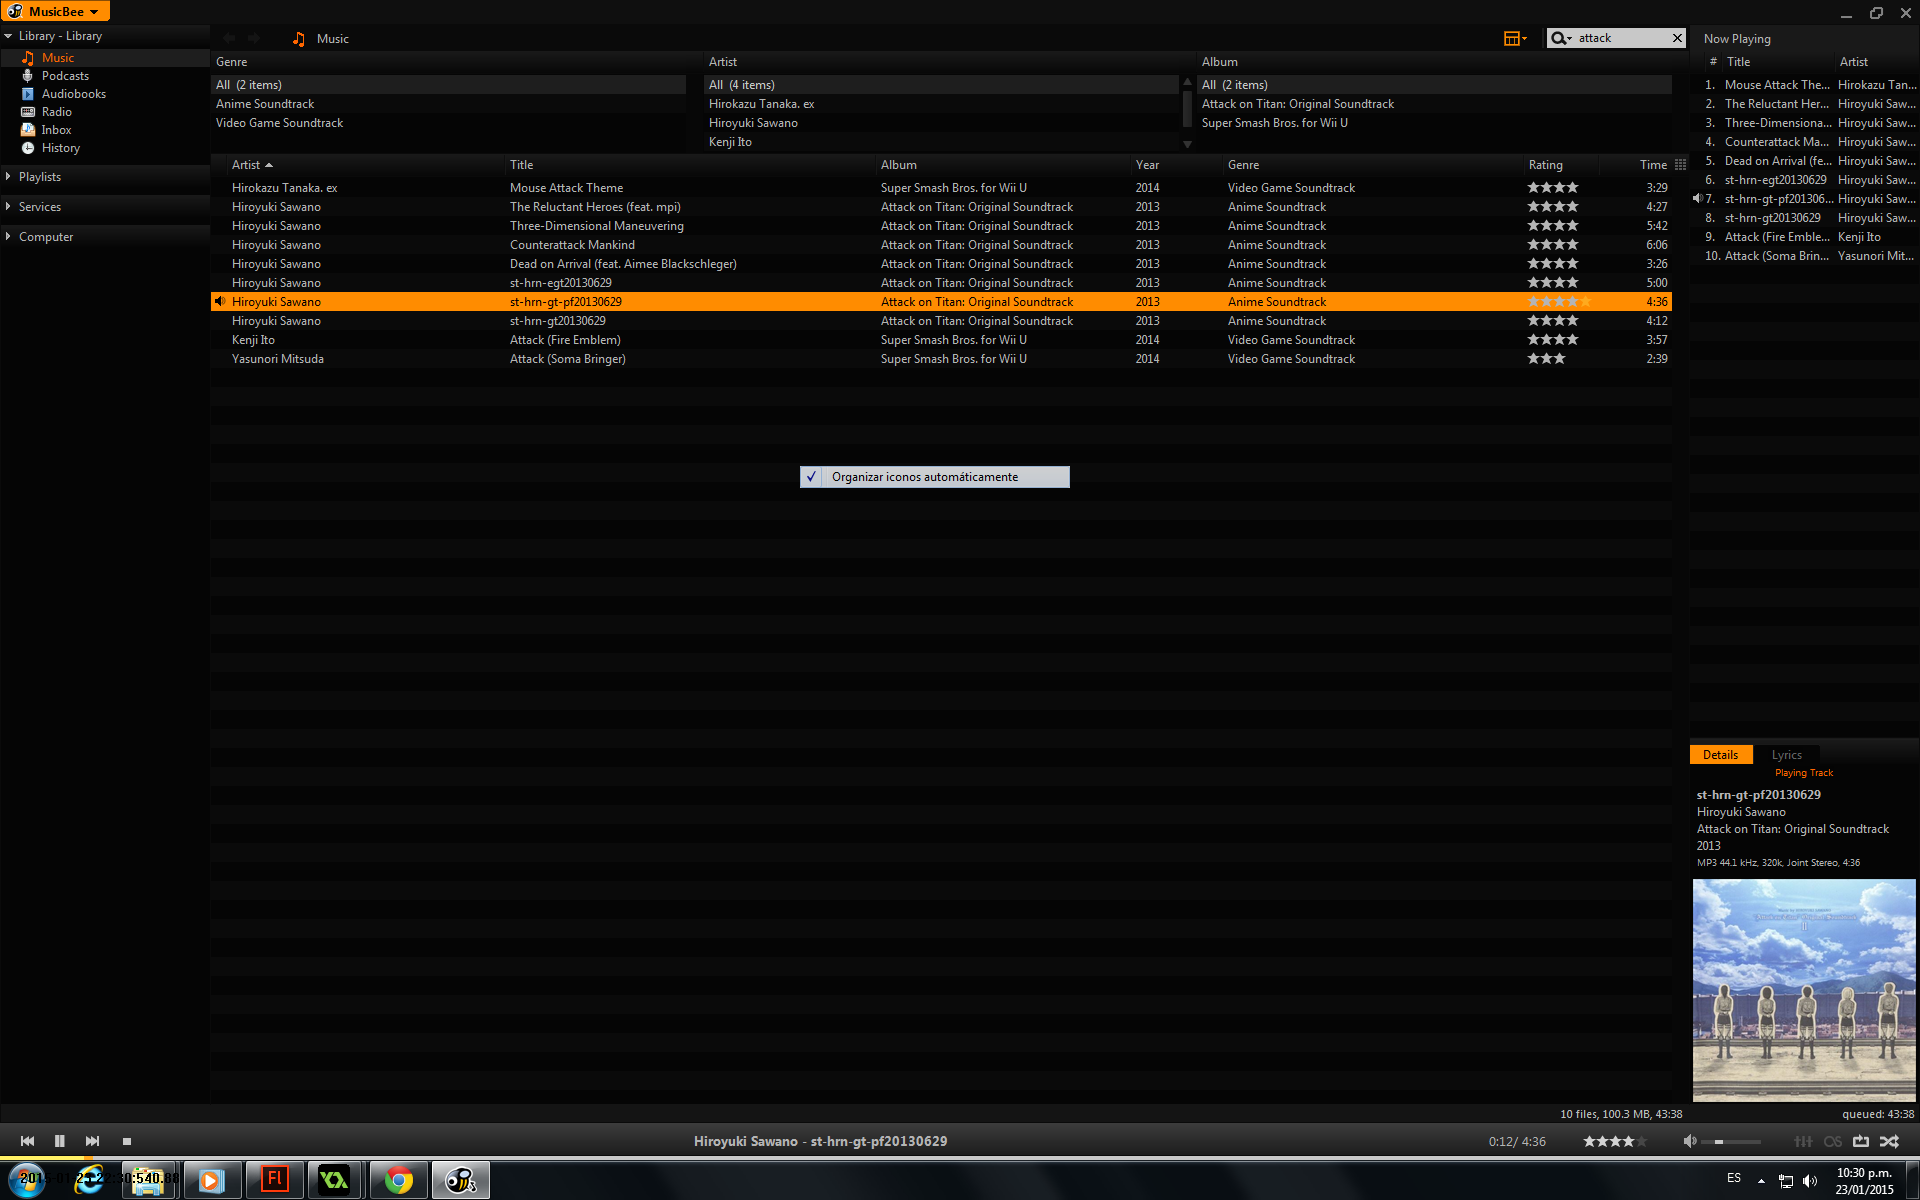 MusicBee
Library - Library
Music
Podcasts
Audiobooks
Radio
Inbox
History
Playlists
Services
Computer
Music
attack
Genre
All (2 items)
Anime Soundtrack
Video Game Soundtrack
Artist
All (4 items)
Hirokazu Tanaka. ex
Hiroyuki Sawano
Kenji Ito
Album
All (2 items)
Attack on Titan: Original Soundtrack
Super Smash Bros. for Wii U
Artist Title Album Year Genre Rating Time
Hirokazu Tanaka. ex Mouse Attack Theme Super Smash Bros. for Wii U 2014 Video Game Soundtrack 3:29
Hiroyuki Sawano The Reluctant Heroes (feat. mpi) Attack on Titan: Original Soundtrack 2013 Anime Soundtrack 4:27
Hiroyuki Sawano Three-Dimensional Maneuvering Attack on Titan: Original Soundtrack 2013 Anime Soundtrack 5:42
Hiroyuki Sawano Counterattack Mankind Attack on Titan: Original Soundtrack 2013 Anime Soundtrack 6:06
Hiroyuki Sawano Dead on Arrival (feat. Aimee Blackschleger) Attack on Titan: Original Soundtrack 2013 Anime Soundtrack 3:26
Hiroyuki Sawano st-hrn-egt20130629 Attack on Titan: Original Soundtrack 2013 Anime Soundtrack 5:00
Hiroyuki Sawano st-hrn-gt-pf20130629 Attack on Titan: Original Soundtrack 2013 Anime Soundtrack 4:36
Hiroyuki Sawano st-hrn-gt20130629 Attack on Titan: Original Soundtrack 2013 Anime Soundtrack 4:12
Kenji Ito Attack (Fire Emblem) Super Smash Bros. for Wii U 2014 Video Game Soundtrack 3:57
Yasunori Mitsuda Attack (Soma Bringer) Super Smash Bros. for Wii U 2014 Video Game Soundtrack 2:39
Organizar iconos automáticamente
10 files, 100.3 MB, 43:38
Now Playing
# Title Artist
1. Mouse Attack The... Hirokazu Tan...
2. The Reluctant Her... Hiroyuki Saw...
3. Three-Dimensiona... Hiroyuki Saw...
4. Counterattack Ma... Hiroyuki Saw...
5. Dead on Arrival (fe... Hiroyuki Saw...
6. st-hrn-egt20130629 Hiroyuki Saw...
7. st-hrn-gt-pf201306... Hiroyuki Saw...
8. st-hrn-gt20130629 Hiroyuki Saw...
9. Attack (Fire Emble... Kenji Ito
10. Attack (Soma Brin... Yasunori Mit...
Details Lyrics
Playing Track
st-hrn-gt-pf20130629
Hiroyuki Sawano
Attack on Titan: Original Soundtrack
2013
MP3 44.1 kHz, 320k, Joint Stereo, 4:36
queued: 43:38
Hiroyuki Sawano - st-hrn-gt-pf20130629
0:12/ 4:36
Fl
ES
10:30 p.m.
23/01/2015